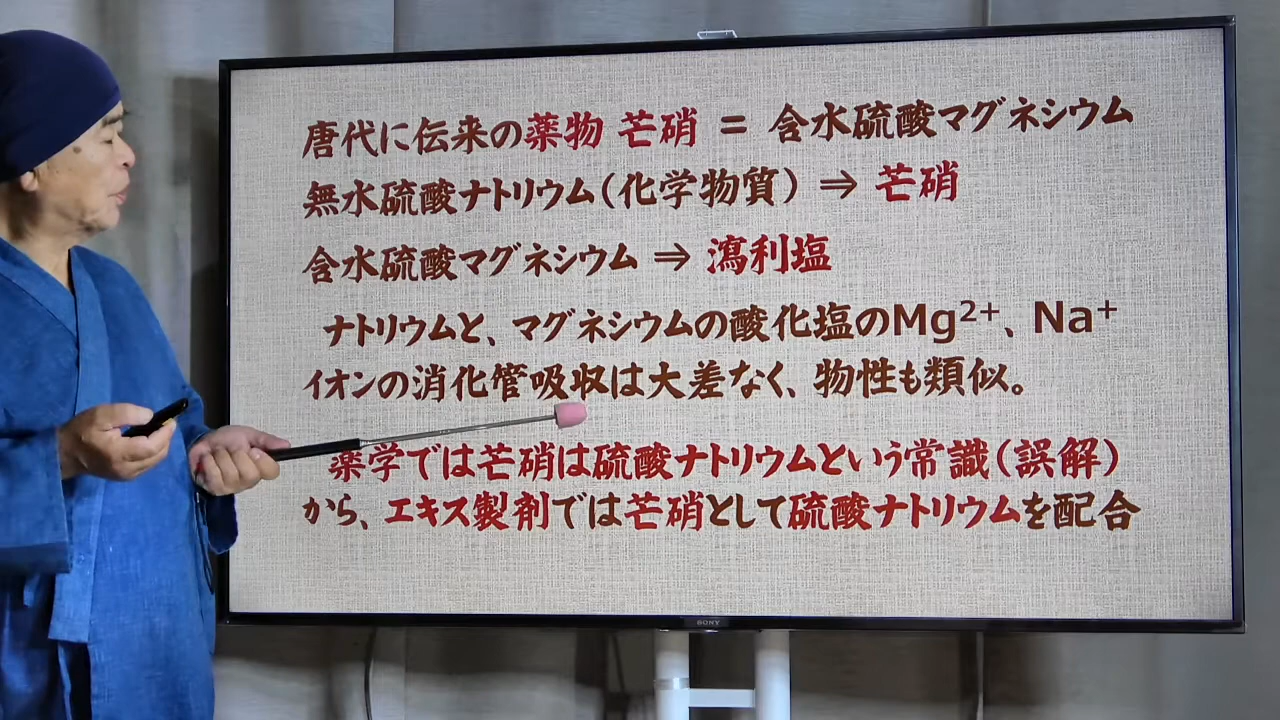 唐代に伝来の薬物 芒硝 = 含水硫酸マグネシウム
無水硫酸ナトリウム(化学物質) ⇒ 芒硝
含水硫酸マグネシウム ⇒ 瀉利塩
ナトリウムと、マグネシウムの酸化塩のMg²⁺、Na⁺
イオンの消化管吸収は大差なく、物性も類似。
薬学では芒硝は硫酸ナトリウムという常識(誤解)
から、エキス製剤では芒硝として硫酸ナトリウムを配合
SONY